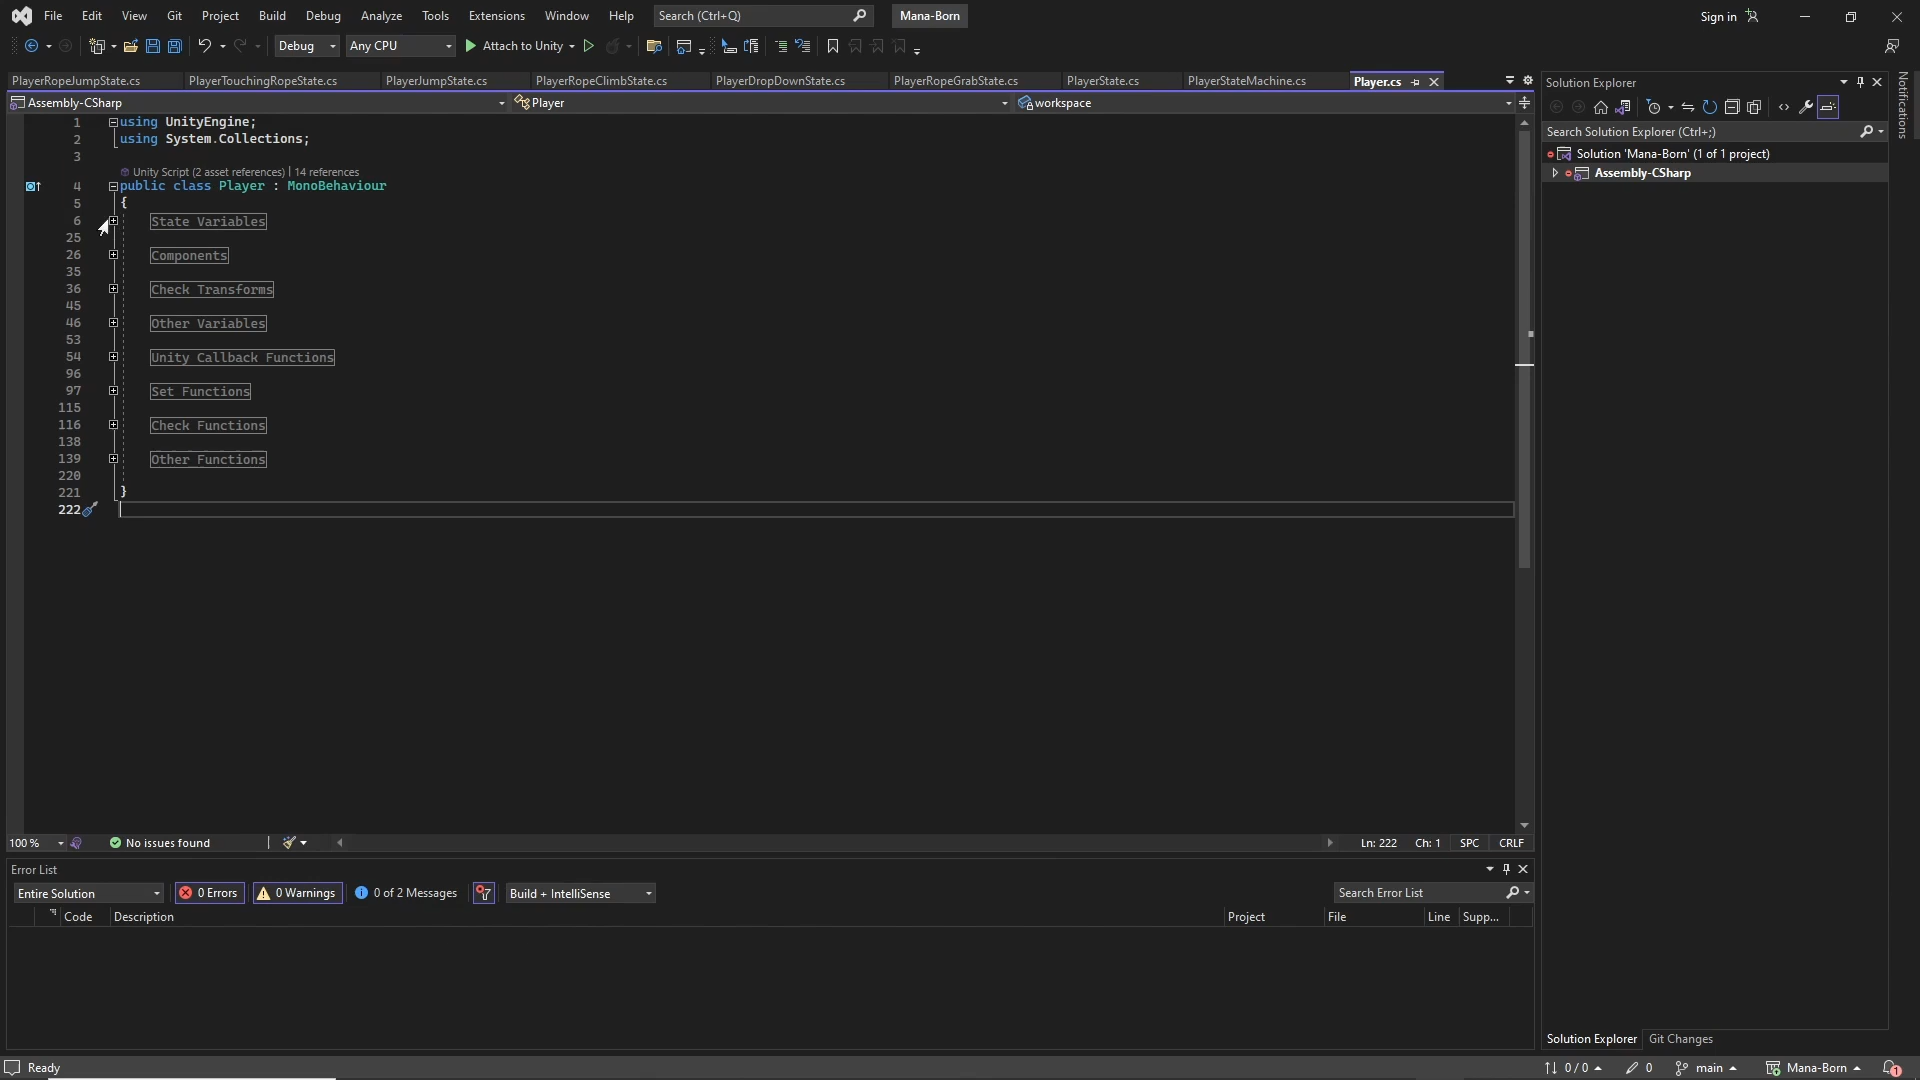 File Edit View Git Project Build Debug Analyze Tools Extensions Window Help Search (Ctrl+Q) Mana-Born Sign in
Debug Any CPU Attach to Unity
PlayerRopeJumpState.cs PlayerTouchingRopeState.cs PlayerJumpState.cs PlayerRopeClimbState.cs PlayerDropDownState.cs PlayerRopeGrabState.cs PlayerState.cs PlayerStateMachine.cs Player.cs
Assembly-CSharp Player workspace
1 using UnityEngine;
2 using System.Collections;
3
Unity Script (2 asset references) | 14 references
4 public class Player : MonoBehaviour
5 {
6 State Variables
25
26 Components
35
36 Check Transforms
45
46 Other Variables
53
54 Unity Callback Functions
96
97 Set Functions
115
116 Check Functions
138
139 Other Functions
220
221 }
222
100 % No issues found Ln: 222 Ch: 1 SPC CRLF
Error List
Entire Solution 0 Errors 0 Warnings 0 of 2 Messages Build + IntelliSense Search Error List
Code Description Project File Line Supp...
Solution Explorer
Search Solution Explorer (Ctrl+;)
Solution 'Mana-Born' (1 of 1 project)
Assembly-CSharp
Solution Explorer Git Changes
Notifications
Ready 0 / 0 0 main Mana-Born 1